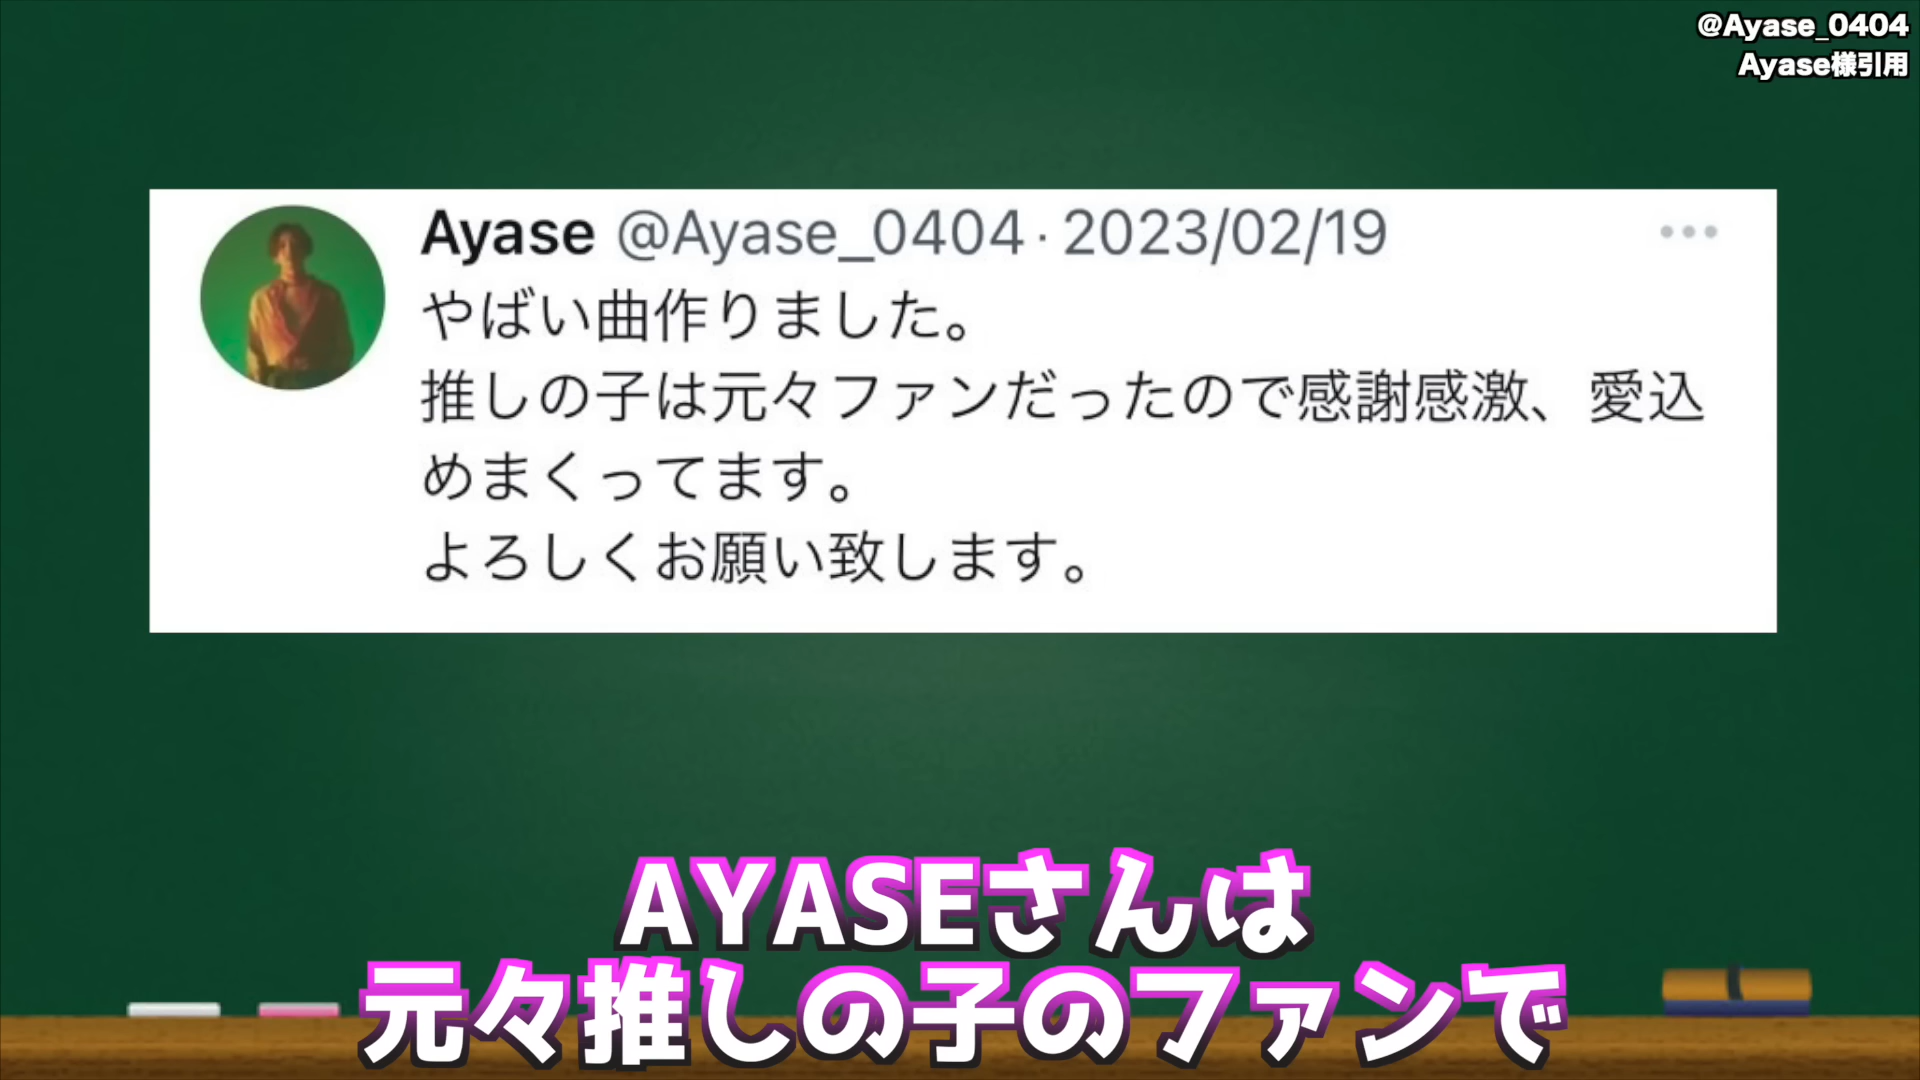 @Ayase_0404
Ayase様引用
Ayase @Ayase_0404 · 2023/02/19
やばい曲作りました。
推しの子は元々ファンだったので感謝感激、愛込
めまくってます。
よろしくお願い致します。
AYASEさんは
元々推しの子のファンで